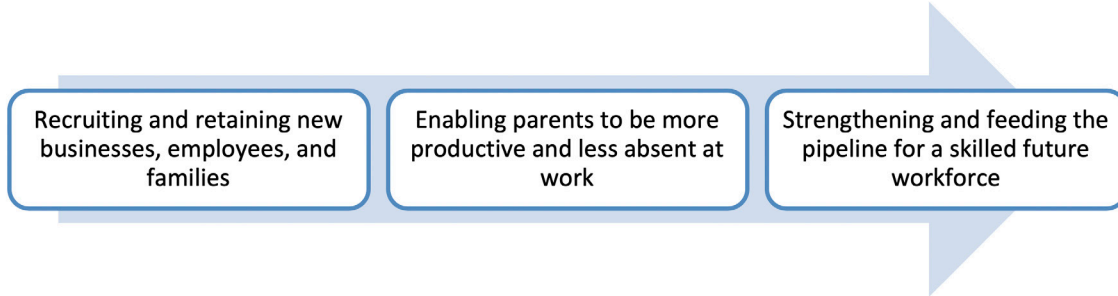 Recruiting and retaining new
businesses, employees, and
families
Enabling parents to be more
productive and less absent at
work
Strengthening and feeding the
pipeline for a skilled future
workforce